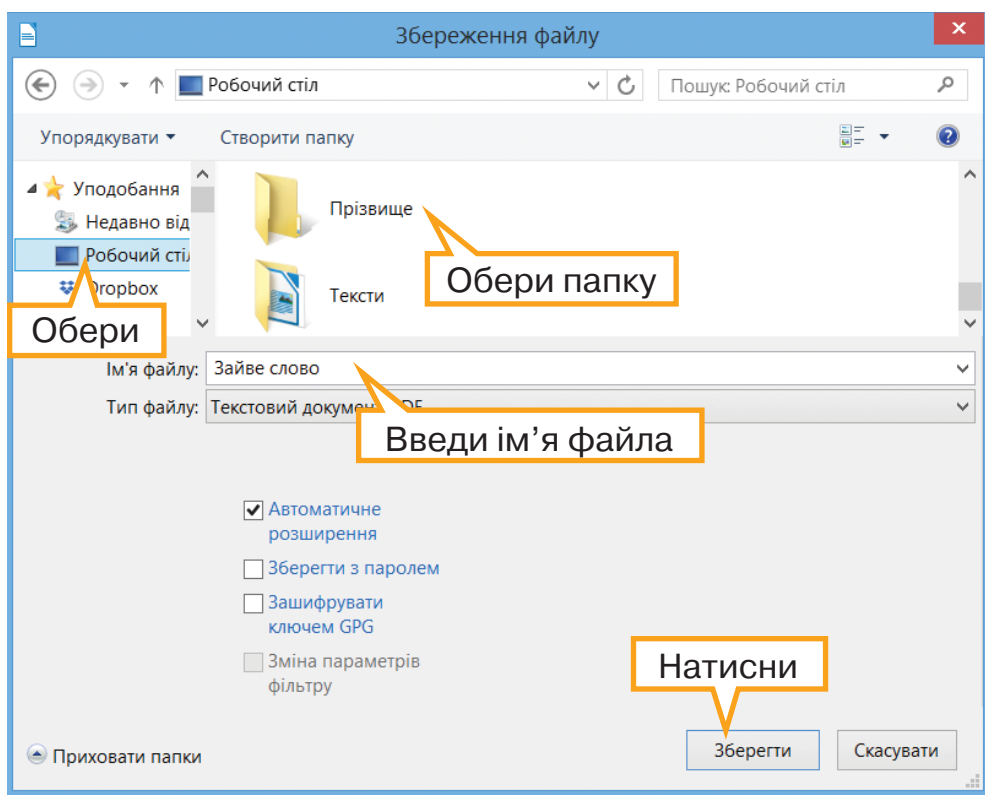 Збереження файлу
Робочий стіл
Пошук: Робочий стіл
Упорядкувати
Створити папку
Уподобання
Недавно від
Робочий стіл
Dropbox
Обери
Прізвище
Обери папку
Тексти
Ім'я файлу: Зайве слово
Тип файлу: Текстовий
Введи ім’я файла
Автоматичне
розширення
Зберегти з паролем
Зашифрувати
ключем GPG
Зміна параметрів
фільтру
Натисни
Приховати папки
Зберегти
Скасувати